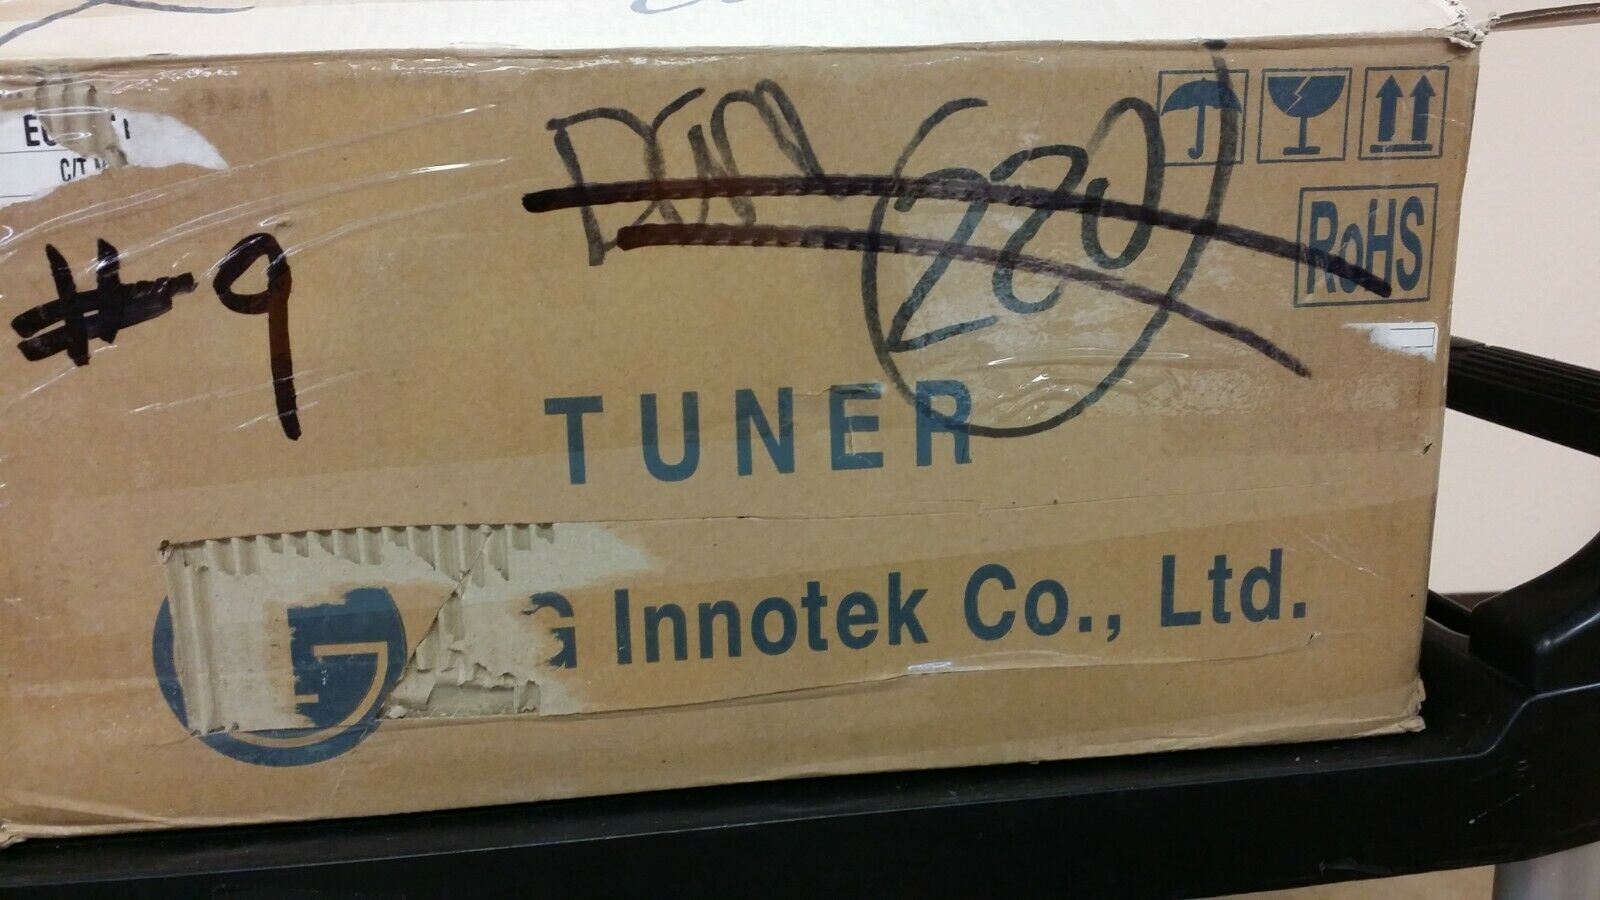 C/T
#9
220
RoHS
TUNER
G Innotek Co., Ltd.